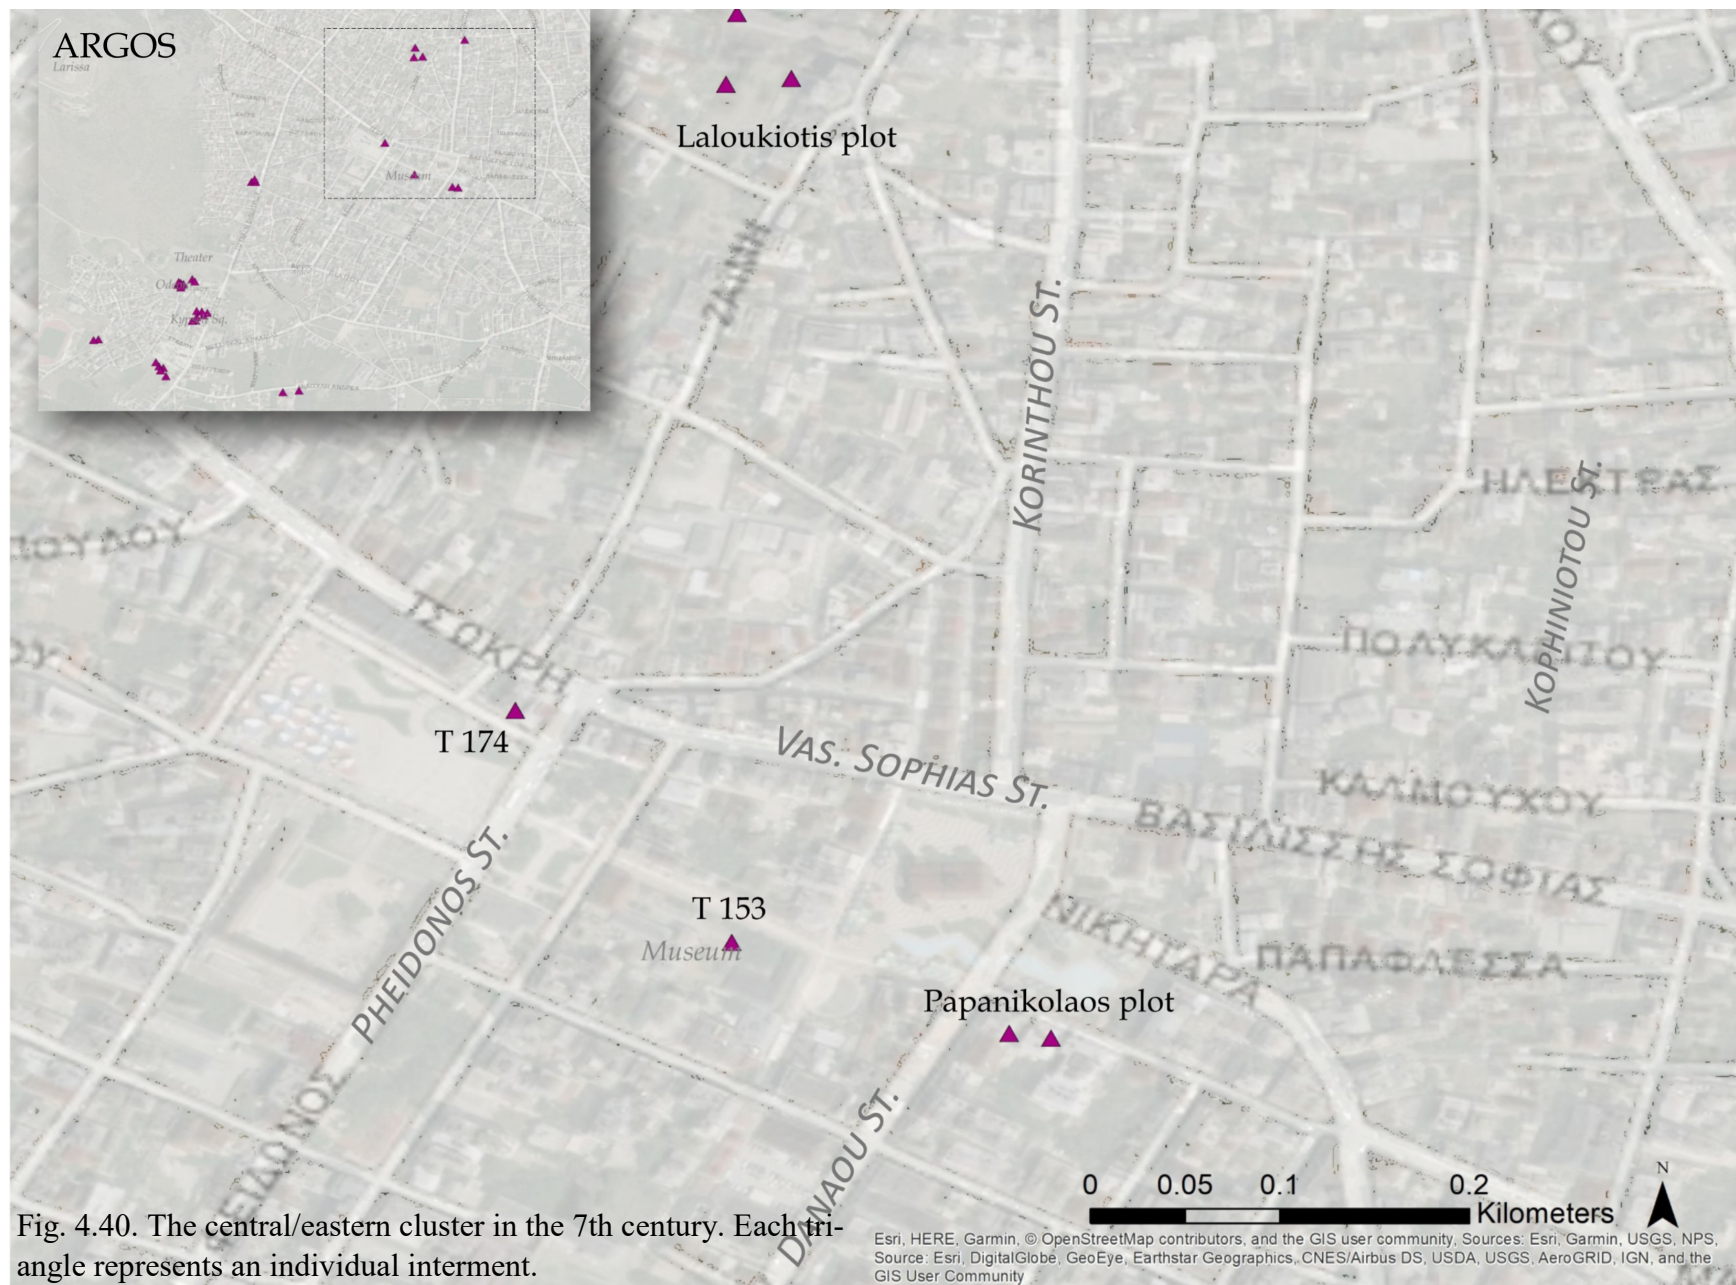 ARGOS
Larissa
Theater
Museum
Laloukiotis plot
ΖΑΙΜΗ
KORINTHOU ST.
ΗΛΕΚΤΡΑΣ
KOPHINIOTOU ST.
ΠΟΛΥΚΛΕΙΤΟΥ
ΤΣΩΚΡΗ
T 174
VAS. SOPHIAS ST.
ΚΑΛΜΟΥΧΟΥ
ΒΑΣΙΛΙΣΣΗΣ ΣΟΦΙΑΣ
PHEIDONOS ST.
T 153
Museum
ΝΙΚΗΤΑΡΑ
ΠΑΠΑΦΛΕΣΣΑ
Papanikolaos plot
DANAOU ST.
0 0.05 0.1 0.2
Kilometers
N
Fig. 4.40. The central/eastern cluster in the 7th century. Each tri-
angle represents an individual interment.
Esri, HERE, Garmin, © OpenStreetMap contributors, and the GIS user community, Sources: Esri, Garmin, USGS, NPS,
Source: Esri, DigitalGlobe, GeoEye, Earthstar Geographics, CNES/Airbus DS, USDA, USGS, AeroGRID, IGN, and the
GIS User Community